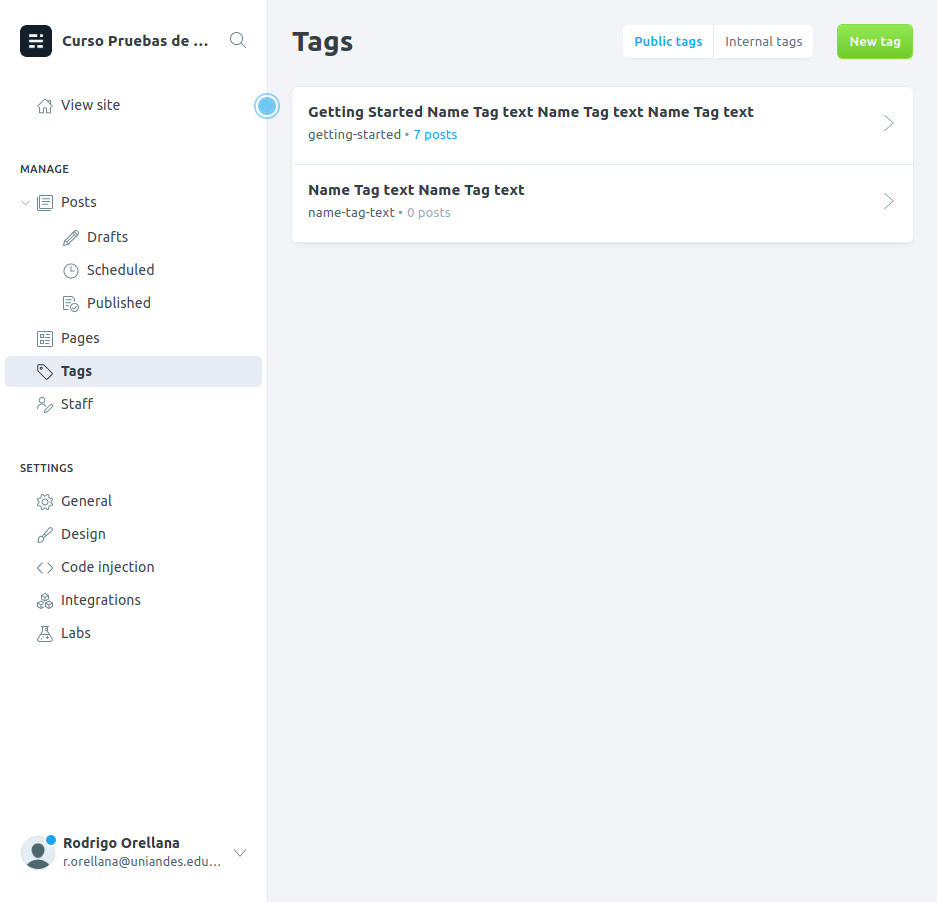 Curso Pruebas de ...
View site
MANAGE
Posts
Drafts
Scheduled
Published
Pages
Tags
Staff
SETTINGS
General
Design
Code injection
Integrations
Labs
Rodrigo Orellana
r.orellana@uniandes.edu...
Tags
Public tags
Internal tags
New tag
Getting Started Name Tag text Name Tag text Name Tag text
getting-started • 7 posts
Name Tag text Name Tag text
name-tag-text • 0 posts